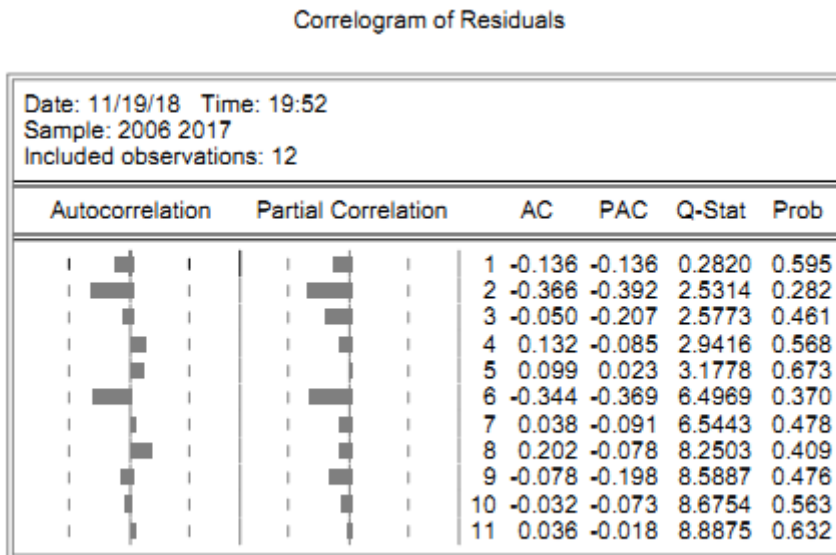 Correlogram of Residuals
Date: 11/19/18 Time: 19:52
Sample: 2006 2017
Included observations: 12
Autocorrelation Partial Correlation AC PAC Q-Stat Prob
1 -0.136 -0.136 0.2820 0.595
2 -0.366 -0.392 2.5314 0.282
3 -0.050 -0.207 2.5773 0.461
4 0.132 -0.085 2.9416 0.568
5 0.099 0.023 3.1778 0.673
6 -0.344 -0.369 6.4969 0.370
7 0.038 -0.091 6.5443 0.478
8 0.202 -0.078 8.2503 0.409
9 -0.078 -0.198 8.5887 0.476
10 -0.032 -0.073 8.6754 0.563
11 0.036 -0.018 8.8875 0.632